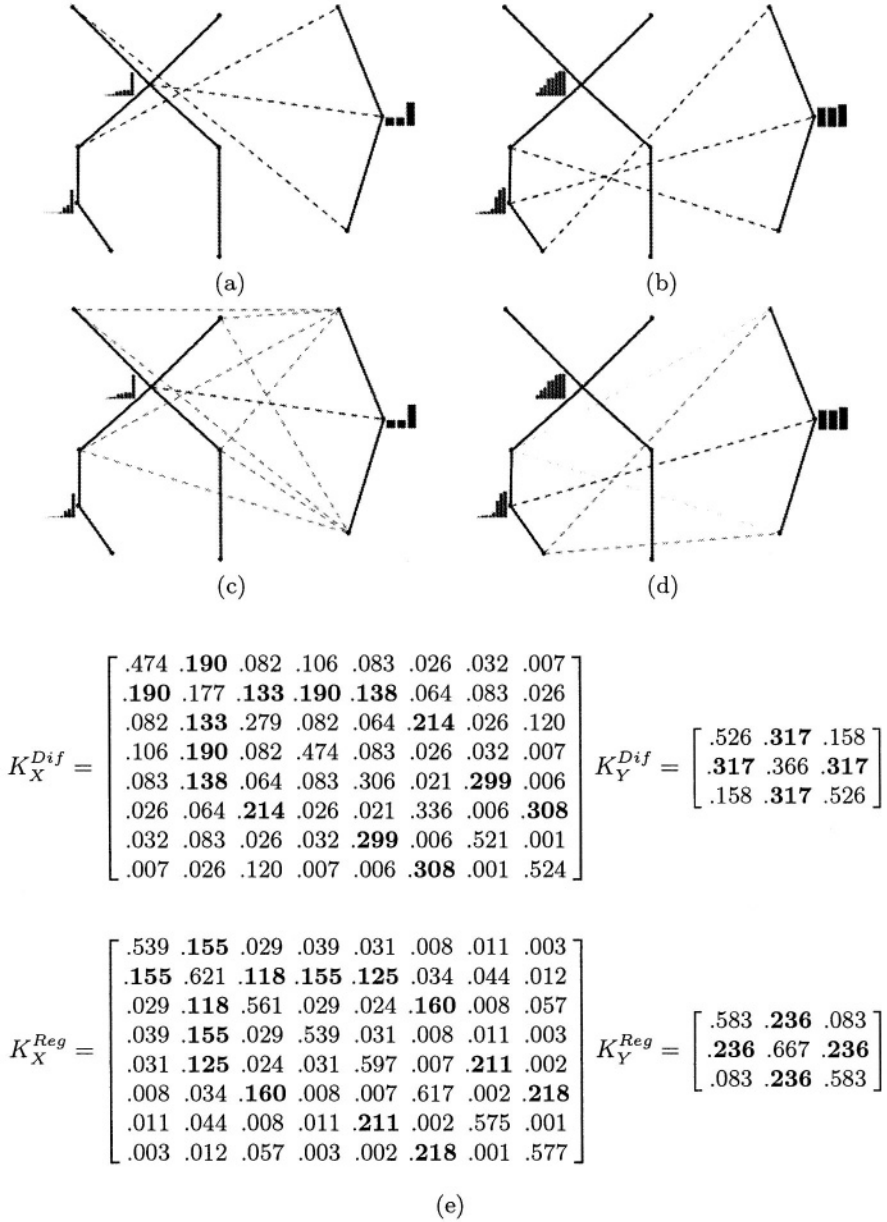 (a)
(b)
(c)
(d)
K_X^{Dif} =
.474 .190 .082 .106 .083 .026 .032 .007
.190 .177 .133 .190 .138 .064 .083 .026
.082 .133 .279 .082 .064 .214 .026 .120
.106 .190 .082 .474 .083 .026 .032 .007
.083 .138 .064 .083 .306 .021 .299 .006
.026 .064 .214 .026 .021 .336 .006 .308
.032 .083 .026 .032 .299 .006 .521 .001
.007 .026 .120 .007 .006 .308 .001 .524
K_Y^{Dif} =
.526 .317 .158
.317 .366 .317
.158 .317 .526
K_X^{Reg} =
.539 .155 .029 .039 .031 .008 .011 .003
.155 .621 .118 .155 .125 .034 .044 .012
.029 .118 .561 .029 .024 .160 .008 .057
.039 .155 .029 .539 .031 .008 .011 .003
.031 .125 .024 .031 .597 .007 .211 .002
.008 .034 .160 .008 .007 .617 .002 .218
.011 .044 .008 .011 .211 .002 .575 .001
.003 .012 .057 .003 .002 .218 .001 .577
K_Y^{Reg} =
.583 .236 .083
.236 .667 .236
.083 .236 .583
(e)